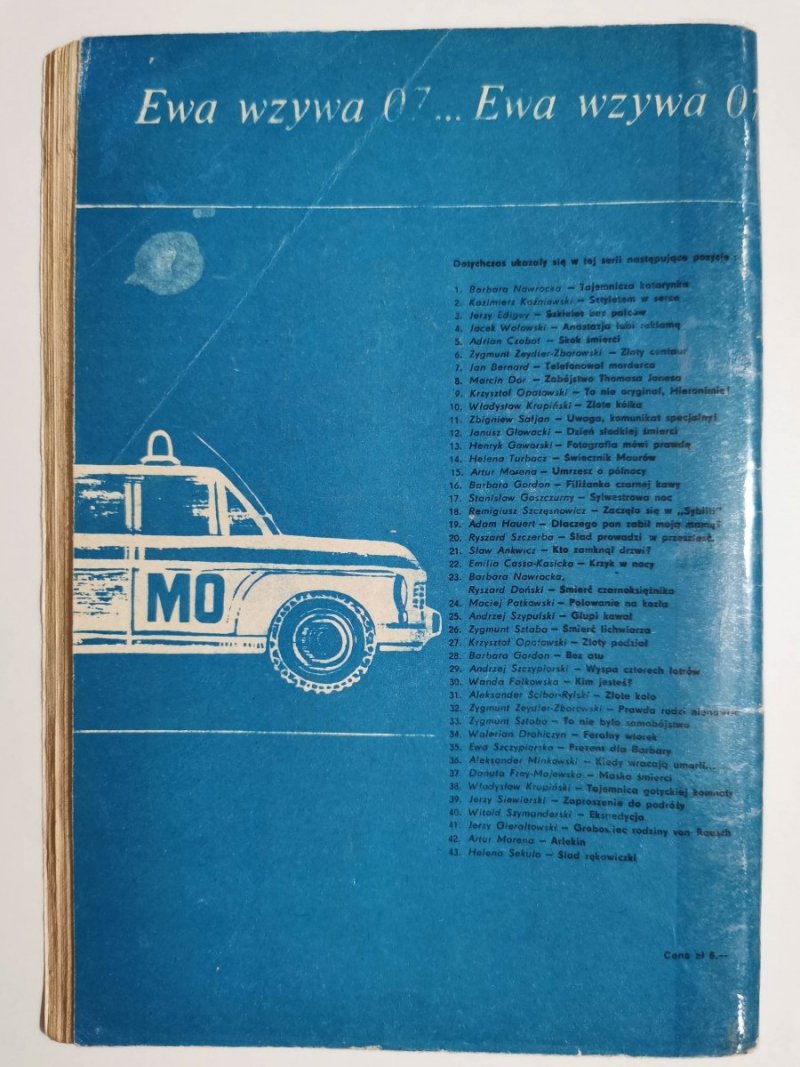 Ewa wzywa 07... Ewa wzywa 07
Dotychczas ukazały się w tej serii następujące pozycje:
1. Barbara Nawrocka — Tajemnicza katarynka
2. Kazimierz Koźniewski — Sztyletem w serce
3. Jerzy Edigey — Szkielet bez palców
4. Jacek Wołowski — Anastazja lubi reklamę
5. Adrian Czobot — Skok śmierci
6. Zygmunt Zeydler-Zborowski — Złoty centaur
7. Jan Bernard — Telefonował morderca
8. Marcin Dor — Zabójstwo Thomasa Jonesa
9. Krzysztof Opatowski — To nie oryginał, Hieronimie!
10. Władysław Krupiński — Złote kółka
11. Zbigniew Safjan — Uwaga, komunikat specjalny!
12. Janusz Głowacki — Dzień słodkiej śmierci
13. Henryk Gaworski — Fotografia mówi prawdę
14. Helena Turbacz — Świecznik Maurów
15. Artur Morena — Umrzesz o północy
16. Barbara Gordon — Filiżanka czarnej kawy
17. Stanisław Goszczurny — Sylwestrowa noc
18. Remigiusz Szczęsnowicz — Zaczęło się w „Sybilli"
19. Adam Hauert — Dlaczego pan zabił moją mamę?
20. Ryszard Szczerba — Ślad prowadzi w przeszłość
21. Sław Ankwicz — Kto zamknął drzwi?
22. Emilia Cassa-Kasicka — Krzyk w nocy
23. Barbara Nawrocka,
Ryszard Doński — Śmierć czarnoksiężnika
24. Maciej Patkowski — Polowanie na kozła
25. Andrzej Szypulski — Głupi kawał
26. Zygmunt Sztaba — Śmierć lichwiarza
27. Krzysztof Opatowski — Złoty podział
28. Barbara Gordon — Bez atu
29. Andrzej Szczypiorski — Wyspa czterech łotrów
30. Wanda Falkowska — Kim jesteś?
31. Aleksander Ścibor-Rylski — Złote koło
32. Zygmunt Zeydler-Zborowski — Prawda rodzi nienawiść
33. Zygmunt Sztaba — To nie było samobójstwo
34. Walerian Drohiczyn — Feralny wtorek
35. Ewa Szczypiorska — Prezent dla Barbary
36. Aleksander Minkowski — Kiedy wracają umarli...
37. Danuta Frey-Majewska — Maska śmierci
38. Władysław Krupiński — Tajemnica gotyckiej komnaty
39. Jerzy Siewierski — Zaproszenie do podróży
40. Witold Szymanderski — Ekspedycja
41. Jerzy Gierałtowski — Grobowiec rodziny von Rausch
42. Artur Morena — Arlekin
43. Helena Sekuła — Ślad rękawiczki
MO
Cena zł 6,—